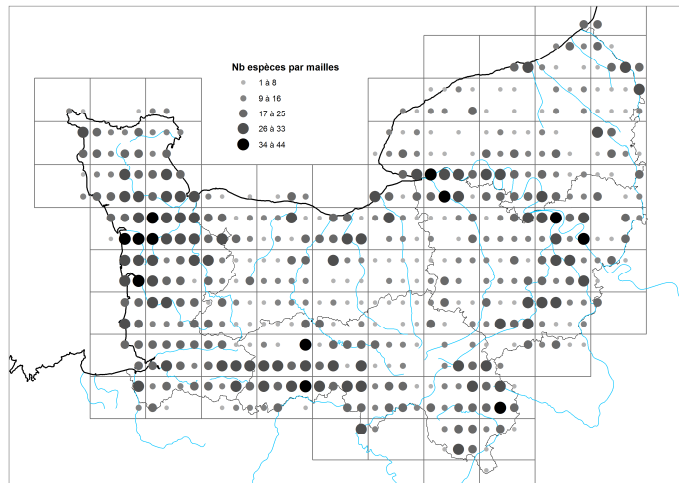 Nb espèces par mailles
1 à 8
9 à 16
17 à 25
26 à 33
34 à 44